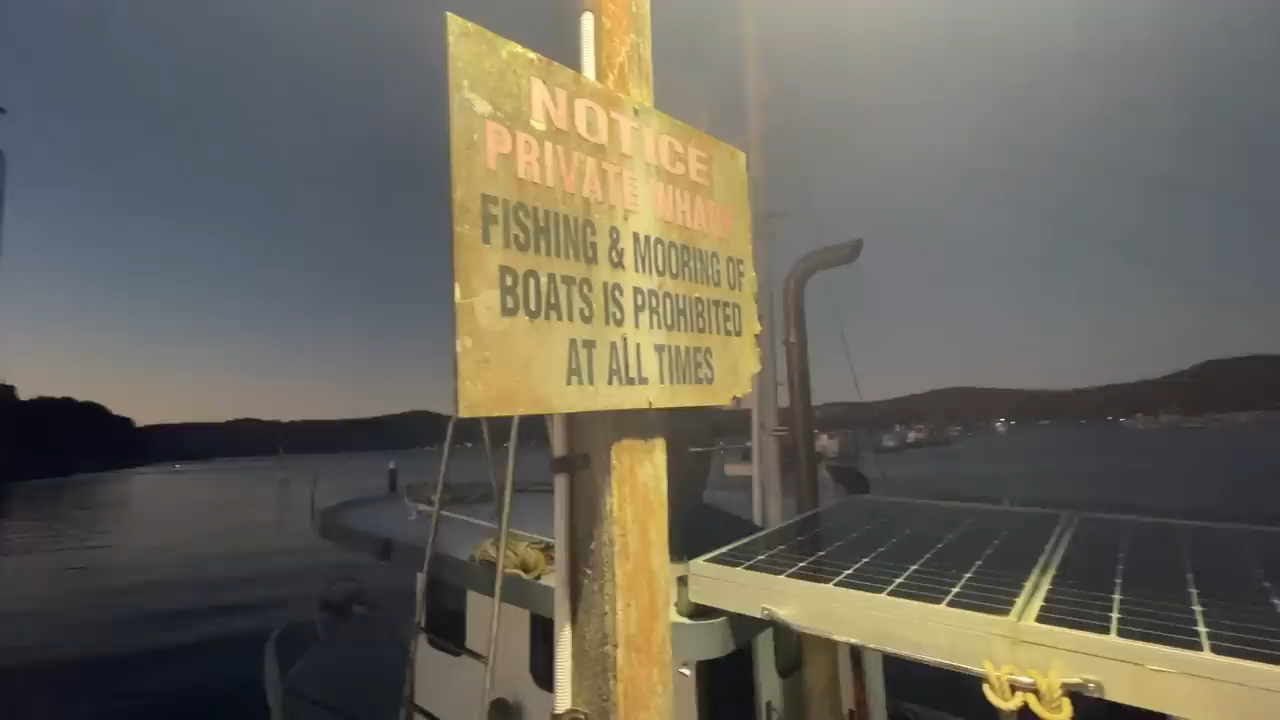 NOTICE
PRIVATE WHARF
FISHING & MOORING OF
BOATS IS PROHIBITED
AT ALL TIMES